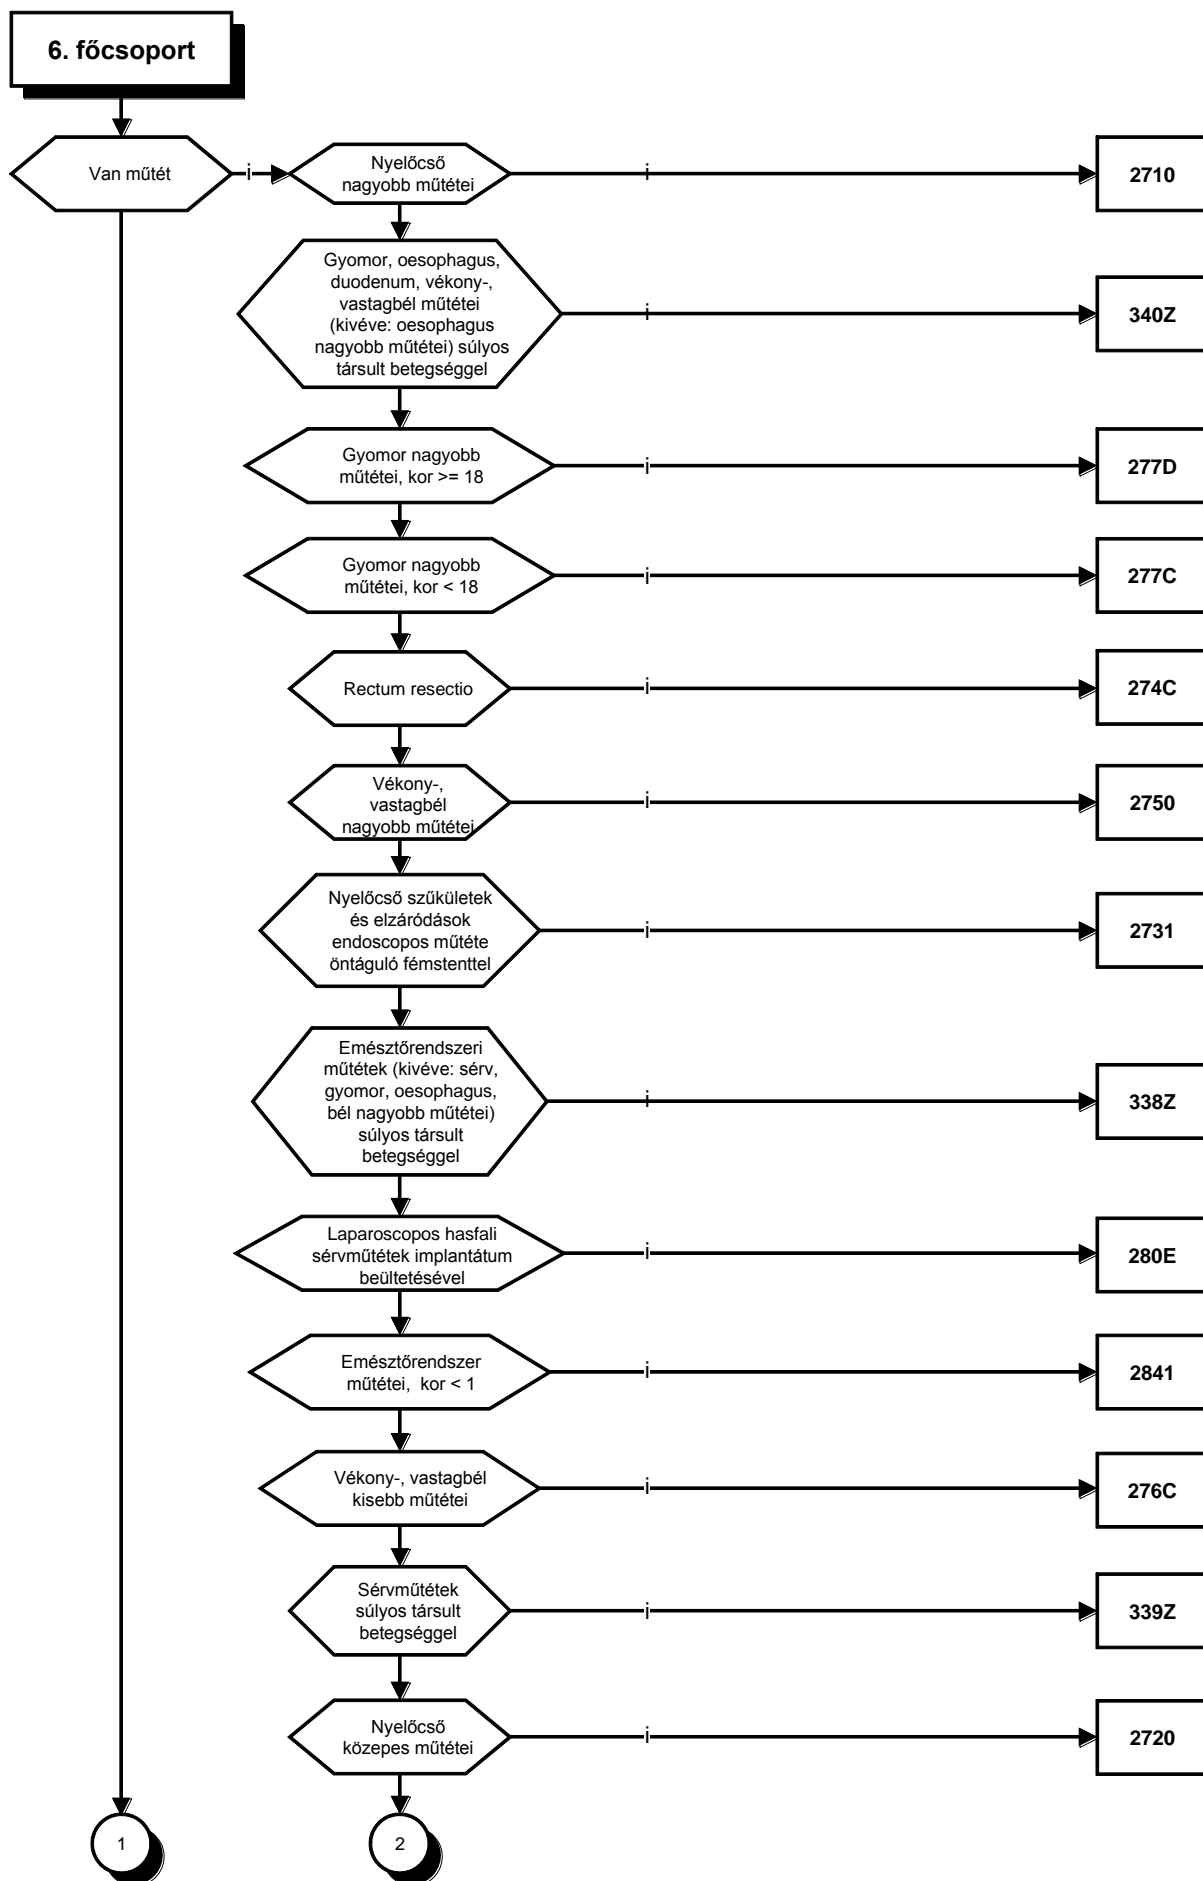 6. főcsoport
Van műtét
i
Nyelőcső
nagyobb műtétei
i
2710
Gyomor, oesophagus,
duodenum, vékony-,
vastagbél műtétei
(kivéve: oesophagus
nagyobb műtétei) súlyos
társult betegséggel
i
340Z
Gyomor nagyobb
műtétei, kor >= 18
i
277D
Gyomor nagyobb
műtétei, kor < 18
i
277C
Rectum resectio
i
274C
Vékony-,
vastagbél
nagyobb műtétei
i
2750
Nyelőcső szűkületek
és elzáródások
endoscopos műtéte
öntáguló fémstenttel
i
2731
Emésztőrendszeri
műtétek (kivéve: sérv,
gyomor, oesophagus,
bél nagyobb műtétei)
súlyos társult
betegséggel
i
338Z
Laparoscopos hasfali
sérvműtétek implantátum
beültetésével
i
280E
Emésztőrendszer
műtétei, kor < 1
i
2841
Vékony-, vastagbél
kisebb műtétei
i
276C
Sérvműtétek
súlyos társult
betegséggel
i
339Z
Nyelőcső
közepes műtétei
i
2720
1
2